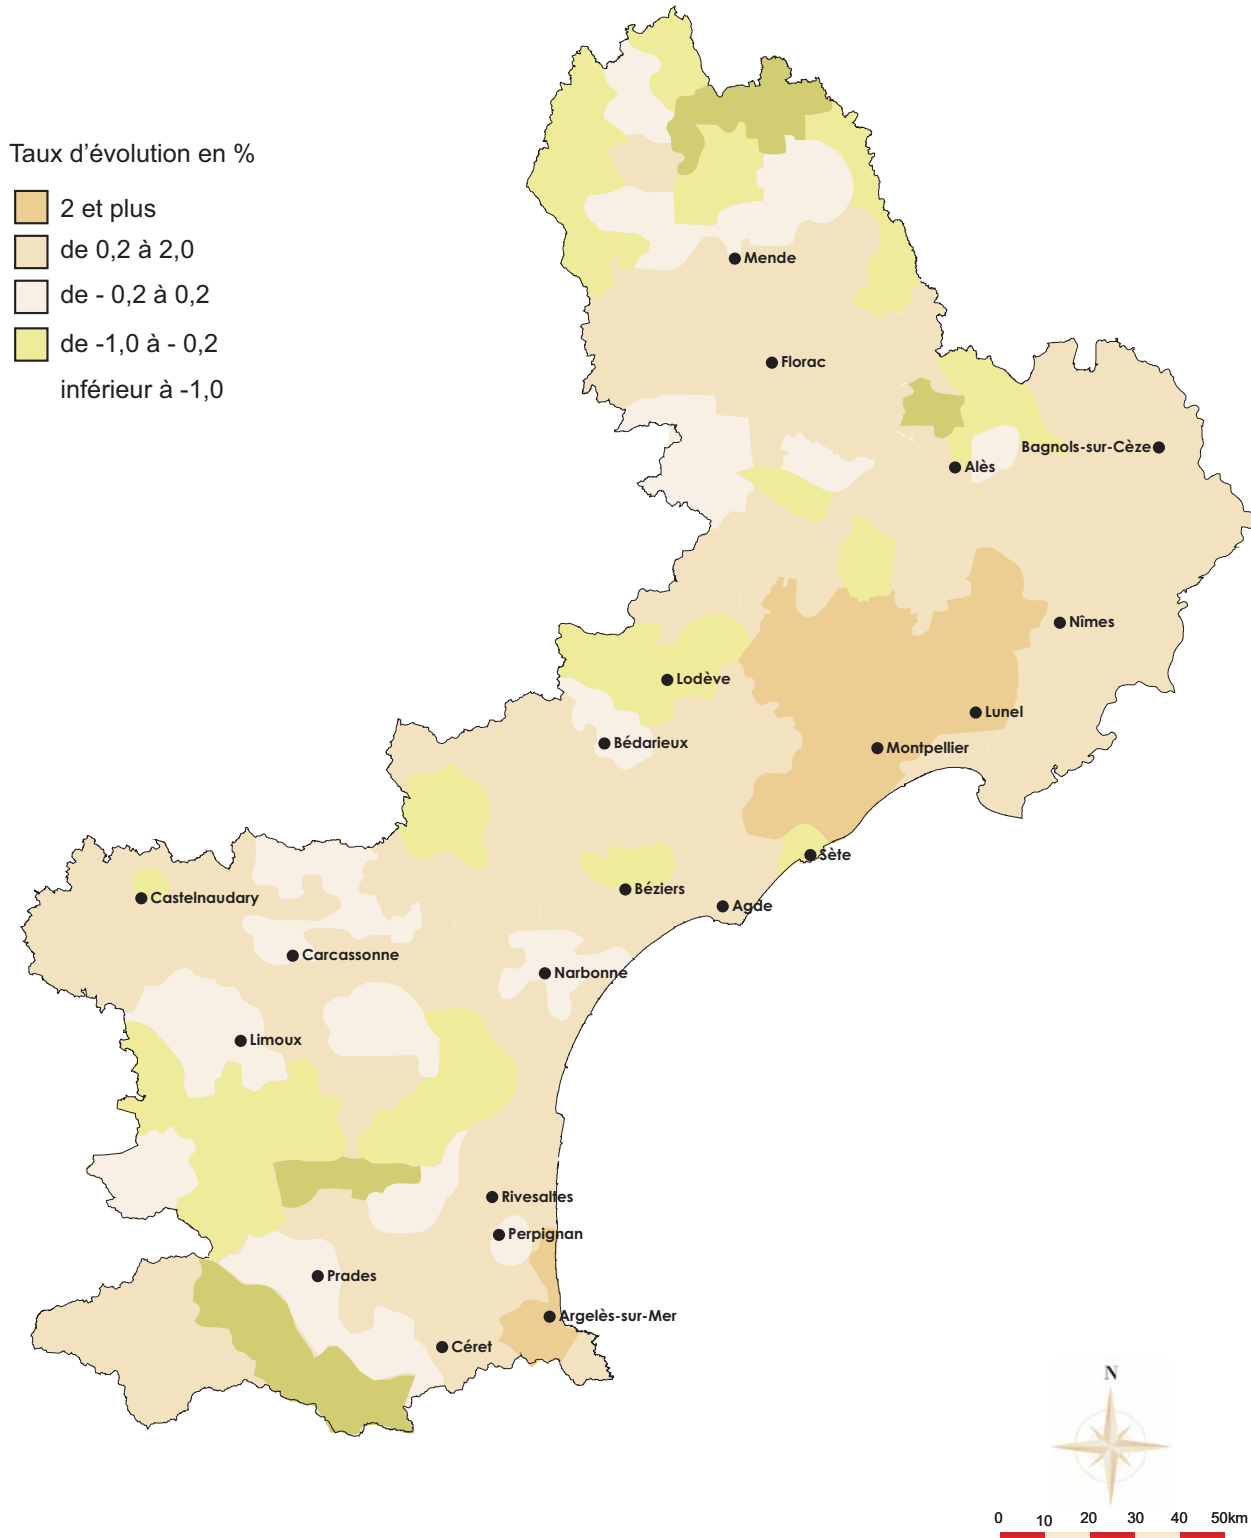 Taux d'évolution en %
2 et plus
de 0,2 à 2,0
de - 0,2 à 0,2
de -1,0 à - 0,2
inférieur à -1,0
Mende
Florac
Bagnols-sur-Cèze
Alès
Nîmes
Lodève
Lunel
Bédarieux
Montpellier
Sète
Béziers
Castelnaudary
Agde
Carcassonne
Narbonne
Limoux
Rivesaltes
Perpignan
Prades
Argelès-sur-Mer
Céret
N
0 10 20 30 40 50km